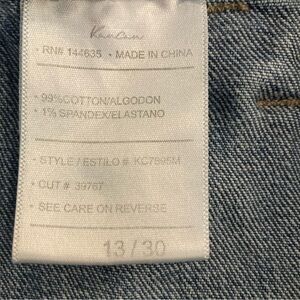 KanCan
• RN# 144635 • MADE IN CHINA
• 99%COTTON/ALGODON
• 1% SPANDEX/ELASTANO
• STYLE / ESTILO # KC7895M
• CUT # 39767
• SEE CARE ON REVERSE
13 / 30